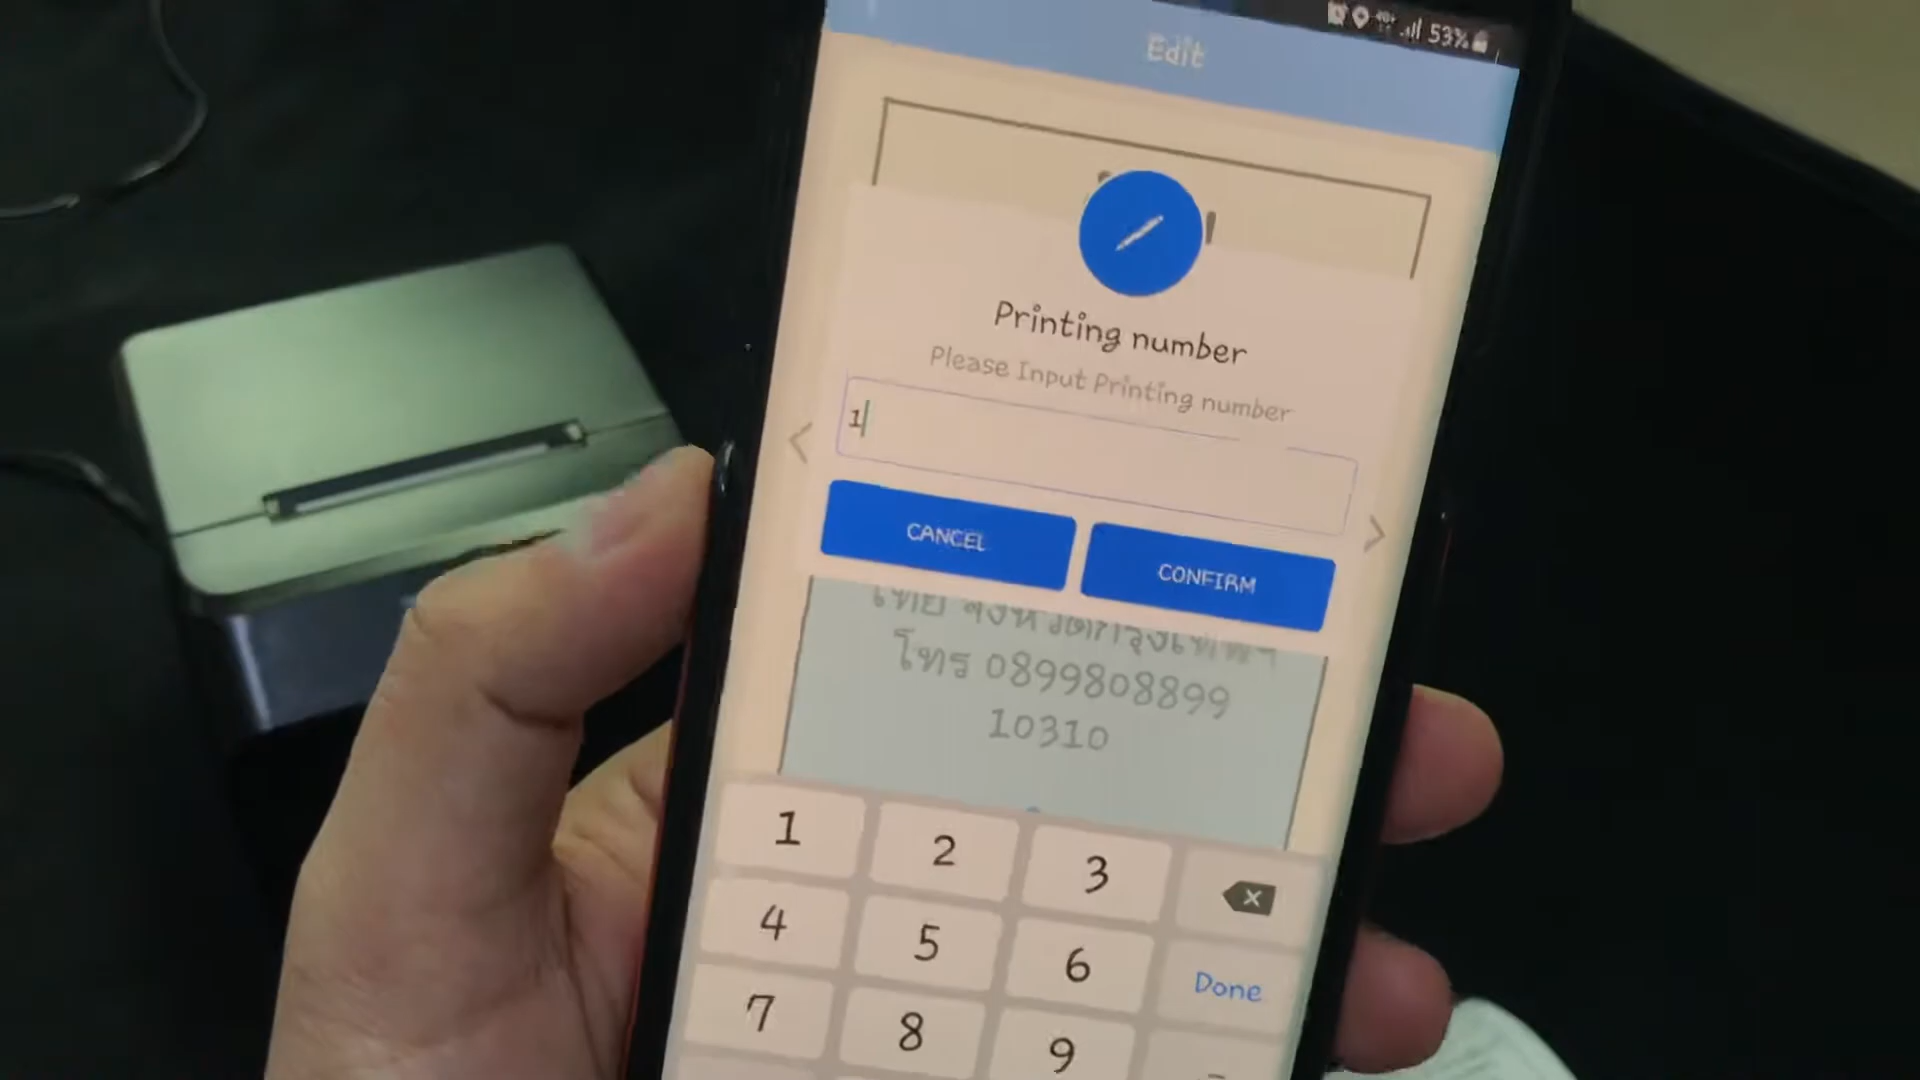 53%
Edit
Printing number
Please Input Printing number
1
CANCEL
CONFIRM
โทร 0899808899
10310
1
2
3
4
5
6
Done
7
8
9